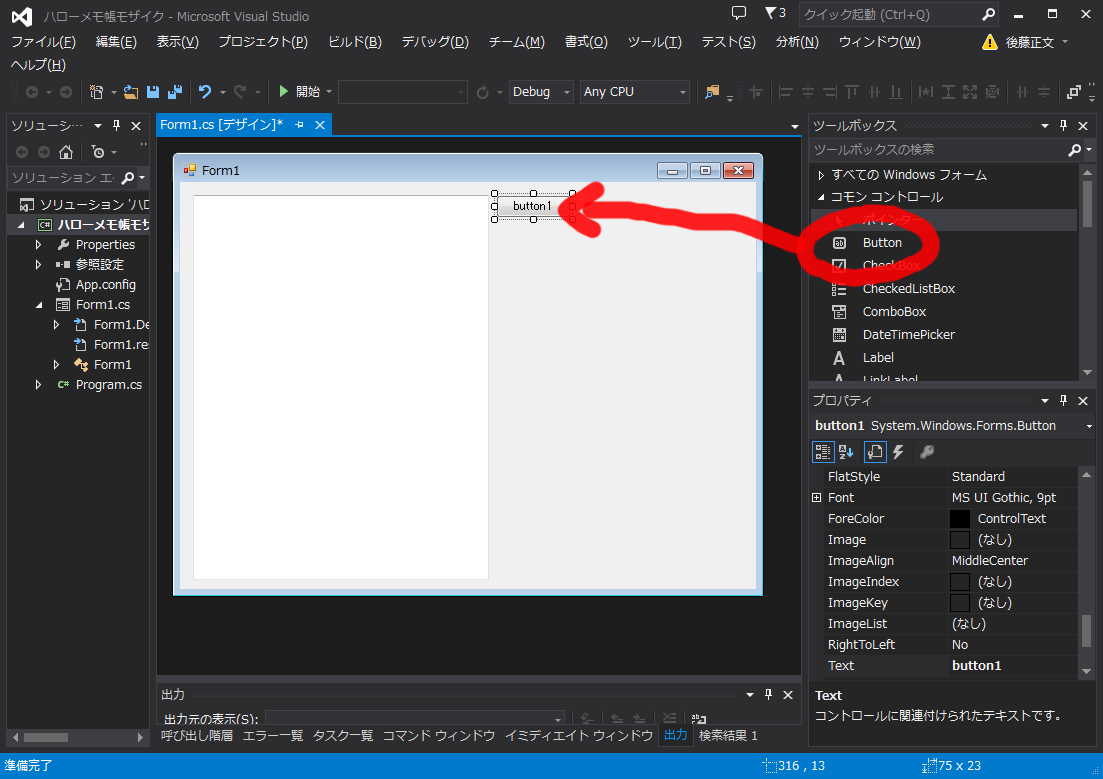 ハローメモ帳モザイク - Microsoft Visual Studio
3
クイック起動 (Ctrl+Q)
ファイル(F) 編集(E) 表示(V) プロジェクト(P) ビルド(B) デバッグ(D) チーム(M) 書式(O) ツール(T) テスト(S) 分析(N) ウィンドウ(W)
後藤正文
ヘルプ(H)
開始
Debug
Any CPU
ソリューシ…
ソリューション エ
ソリューション 'ハロ
C# ハローメモ帳モザ
Properties
参照設定
App.config
Form1.cs
Form1.De
Form1.res
Form1
C# Program.cs
Form1.cs [デザイン]*
Form1
button1
ツールボックス
ツールボックスの検索
すべての Windows フォーム
コモン コントロール
ポインター
Button
CheckBox
CheckedListBox
ComboBox
DateTimePicker
Label
LinkLabel
プロパティ
button1 System.Windows.Forms.Button
FlatStyle Standard
Font MS UI Gothic, 9pt
ForeColor ControlText
Image (なし)
ImageAlign MiddleCenter
ImageIndex (なし)
ImageKey (なし)
ImageList (なし)
RightToLeft No
Text button1
Text
コントロールに関連付けられたテキストです。
出力
出力元の表示(S):
呼び出し階層 エラー一覧 タスク一覧 コマンド ウィンドウ イミディエイト ウィンドウ 出力 検索結果 1
準備完了
316 , 13
75 x 23